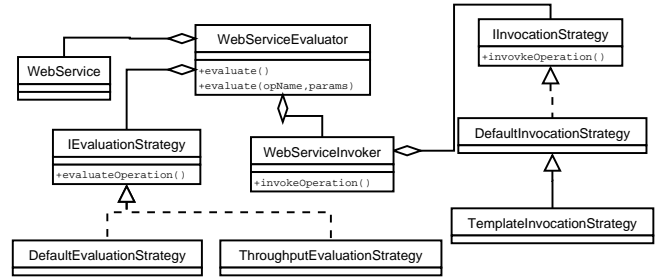 WebServiceEvaluator
+evaluate()
+evaluate(opName,params)
IInvocationStrategy
+invovkeOperation()
WebService
IEvaluationStrategy
+evaluateOperation()
WebServiceInvoker
+invokeOperation()
DefaultInvocationStrategy
TemplateInvocationStrategy
DefaultEvaluationStrategy
ThroughputEvaluationStrategy